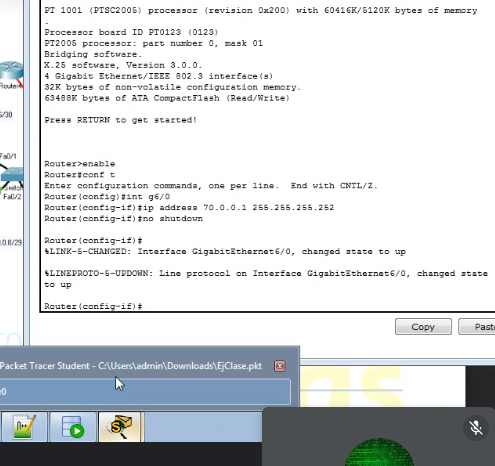 PT 1001 (PTSC2005) processor (revision 0x200) with 60416K/5120K bytes of memory
.
Processor board ID PT0123 (0123)
PT2005 processor: part number 0, mask 01
Bridging software.
X.25 software, Version 3.0.0.
4 Gigabit Ethernet/IEEE 802.3 interface(s)
32K bytes of non-volatile configuration memory.
63488K bytes of ATA CompactFlash (Read/Write)
Press RETURN to get started!
Router>enable
Router#conf t
Enter configuration commands, one per line.  End with CNTL/Z.
Router(config)#int g6/0
Router(config-if)#ip address 70.0.0.1 255.255.255.252
Router(config-if)#no shutdown
Router(config-if)#
%LINK-5-CHANGED: Interface GigabitEthernet6/0, changed state to up
%LINEPROTO-5-UPDOWN: Line protocol on Interface GigabitEthernet6/0, changed state
to up
Router(config-if)#
Router
/30
Fa0/1
Fa0/2
.0.8/29
Copy
Past
Packet Tracer Student - C:\Users\admin\Downloads\EjClase.pkt
r0